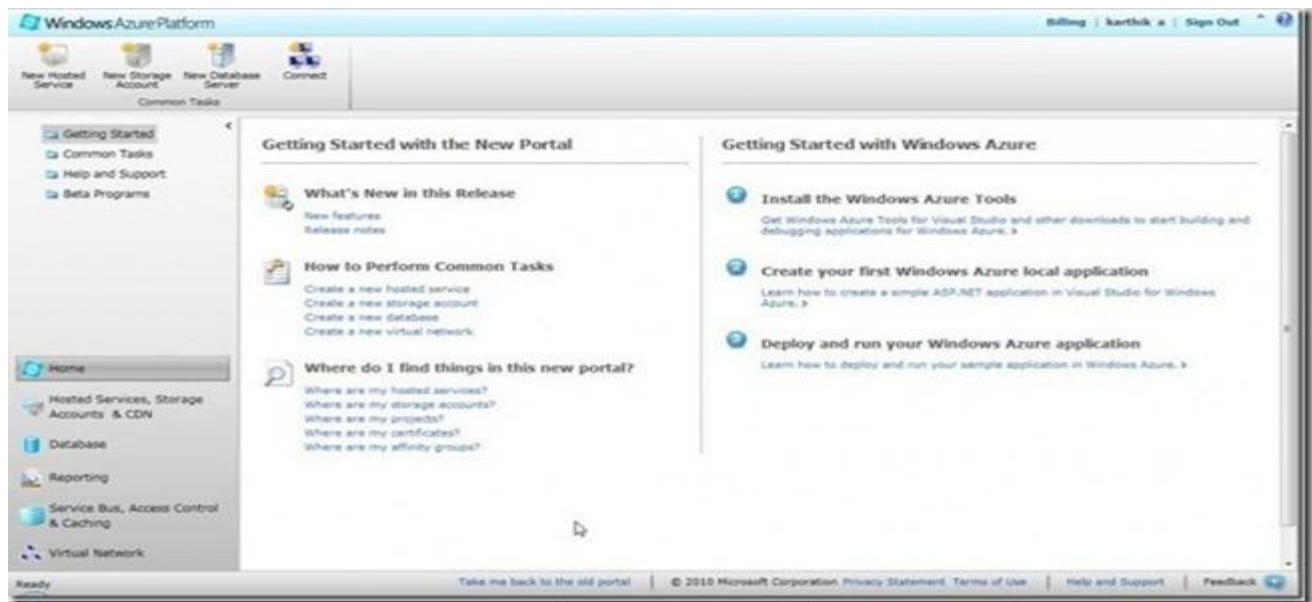 Windows Azure Platform
Billing | karthik a | Sign Out
New Hosted Service
New Storage Account
New Database Server
Connect
Common Tasks
Getting Started
Common Tasks
Help and Support
Beta Programs
Home
Hosted Services, Storage
Accounts & CDN
Database
Reporting
Service Bus, Access Control
& Caching
Virtual Network
Getting Started with the New Portal
What's New in this Release
New features
Release notes
How to Perform Common Tasks
Create a new hosted service
Create a new storage account
Create a new database
Create a new virtual network
Where do I find things in this new portal?
Where are my hosted services?
Where are my storage accounts?
Where are my projects?
Where are my certificates?
Where are my affinity groups?
Getting Started with Windows Azure
1 Install the Windows Azure Tools
Get Windows Azure Tools for Visual Studio and other downloads to start building and
debugging applications for Windows Azure. >
2 Create your first Windows Azure local application
Learn how to create a simple ASP.NET application in Visual Studio for Windows
Azure. >
3 Deploy and run your Windows Azure application
Learn how to deploy and run your sample application in Windows Azure. >
Ready
Take me back to the old portal | © 2010 Microsoft Corporation Privacy Statement Terms of Use | Help and Support | Feedback